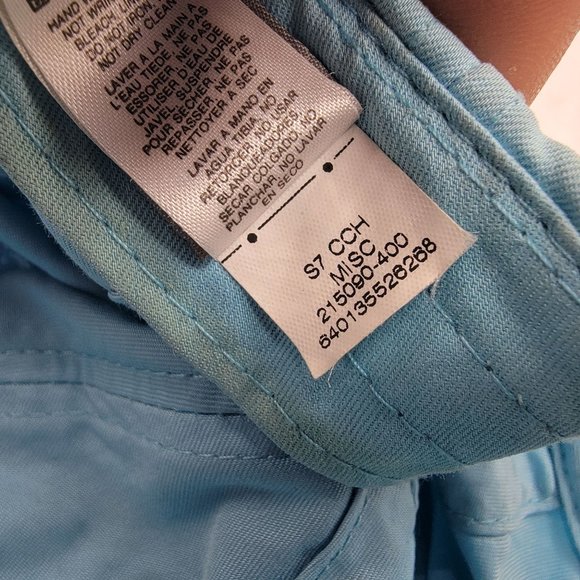 HAND W
NOT WRIN
BLEACH,
DO NOT IRON,
NOT DRY CLEAN
LAVER A LA MAIN A
L'EAU TIEDE, NE PAS
ESSORER, NE PAS
UTILISER D'EAU DE
JAVEL, SUSPENDRE
POUR SECHER, NE PAS
REPASSER, NE PAS
NETTOYER A SEC
LAVAR A MANO EN
AGUA TIBIA, NO
RETORCER, NO USAR
BLANQUEADORES,
SECAR COLGADO, NO
PLANCHAR, NO LAVAR
EN SECO
S7 CCH
MISC
215090-400
640135526268